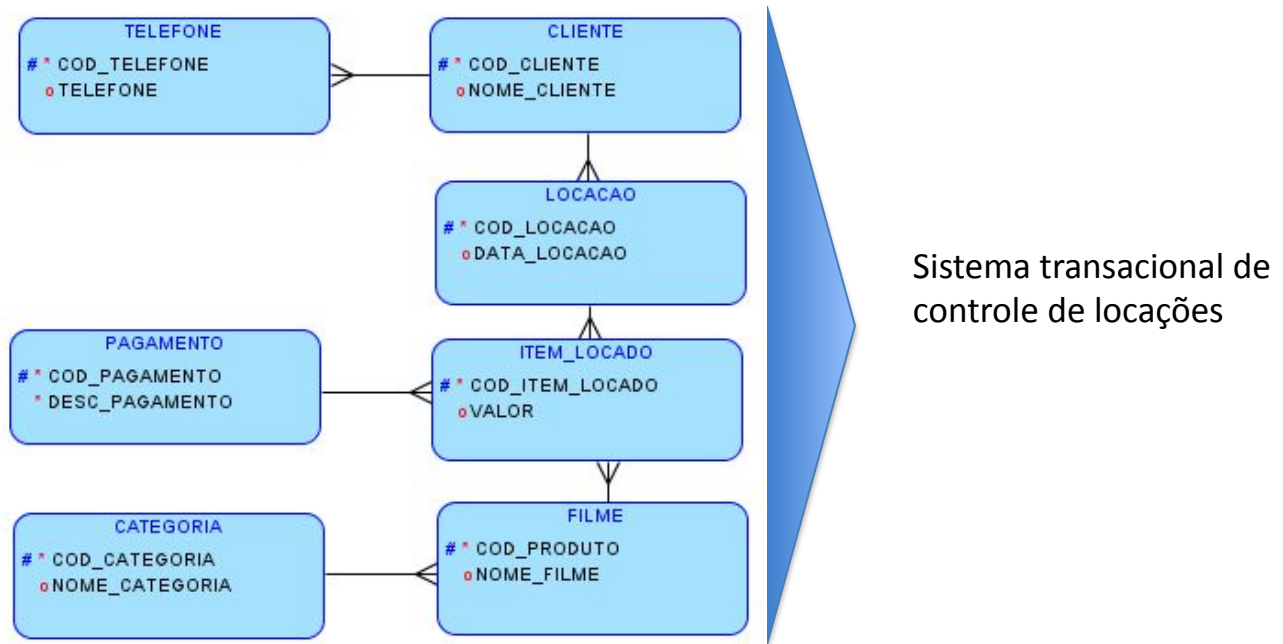 TELEFONE
# * COD_TELEFONE
o TELEFONE
CLIENTE
# * COD_CLIENTE
o NOME_CLIENTE
LOCACAO
# * COD_LOCACAO
o DATA_LOCACAO
PAGAMENTO
# * COD_PAGAMENTO
* DESC_PAGAMENTO
ITEM_LOCADO
# * COD_ITEM_LOCADO
o VALOR
CATEGORIA
# * COD_CATEGORIA
o NOME_CATEGORIA
FILME
# * COD_PRODUTO
o NOME_FILME
Sistema transacional de
controle de locações